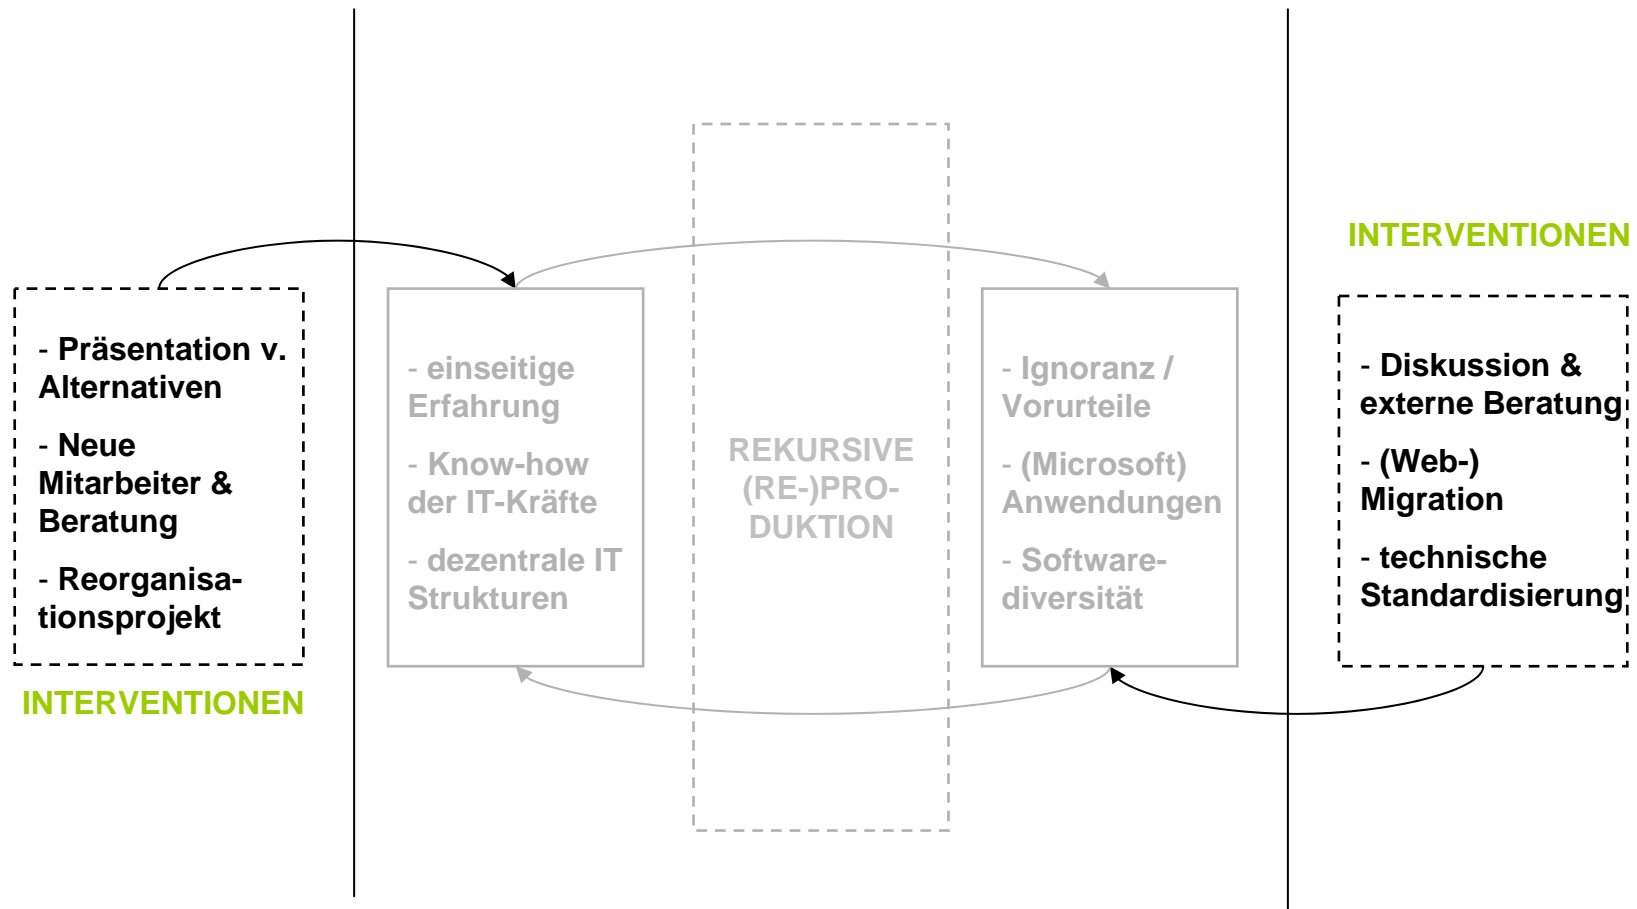 - Präsentation v.
Alternativen
- Neue
Mitarbeiter &
Beratung
- Reorganisa-
tionsprojekt
INTERVENTIONEN
- einseitige
Erfahrung
- Know-how
der IT-Kräfte
- dezentrale IT
Strukturen
REKURSIVE
(RE-)PRO-
DUKTION
- Ignoranz /
Vorurteile
- (Microsoft)
Anwendungen
- Software-
diversität
INTERVENTIONEN
- Diskussion &
externe Beratung
- (Web-)
Migration
- technische
Standardisierung